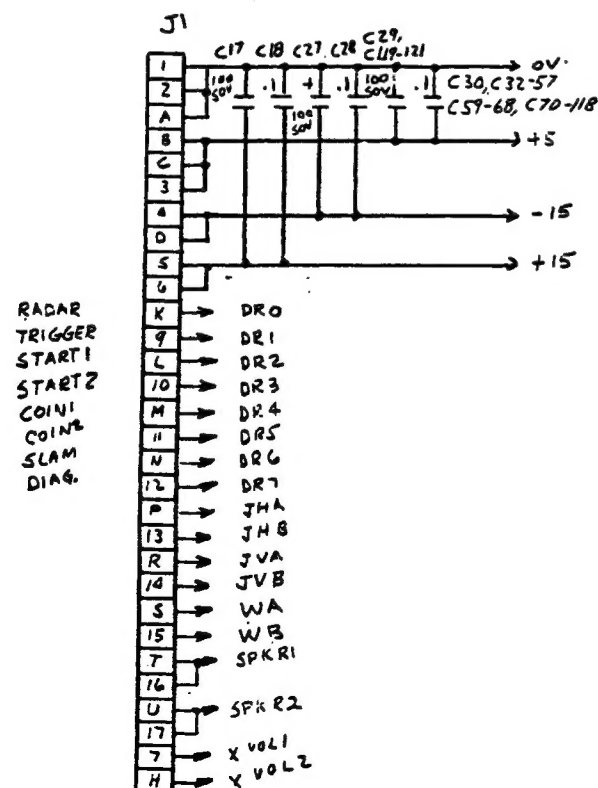 J1
C29,
C17 C18 C27 C28 C119-121
1 100 50V .1 + .1 100 50V .1 0V.
2 C30, C32-57
A 100 50V C59-68, C70-118
B +5
C
3
4 -15
D
5 +15
6
RADAR K DR0
TRIGGER 9 DR1
START1 L DR2
START2 10 DR3
COIN1 M DR4
COIN2 11 DR5
SLAM N DR6
DIAG. 12 DR7
P JHA
13 JHB
R JVA
14 JVB
S WA
15 WB
T SPKR1
16
U SPKR2
17
7 X VOL1
H X VOL2